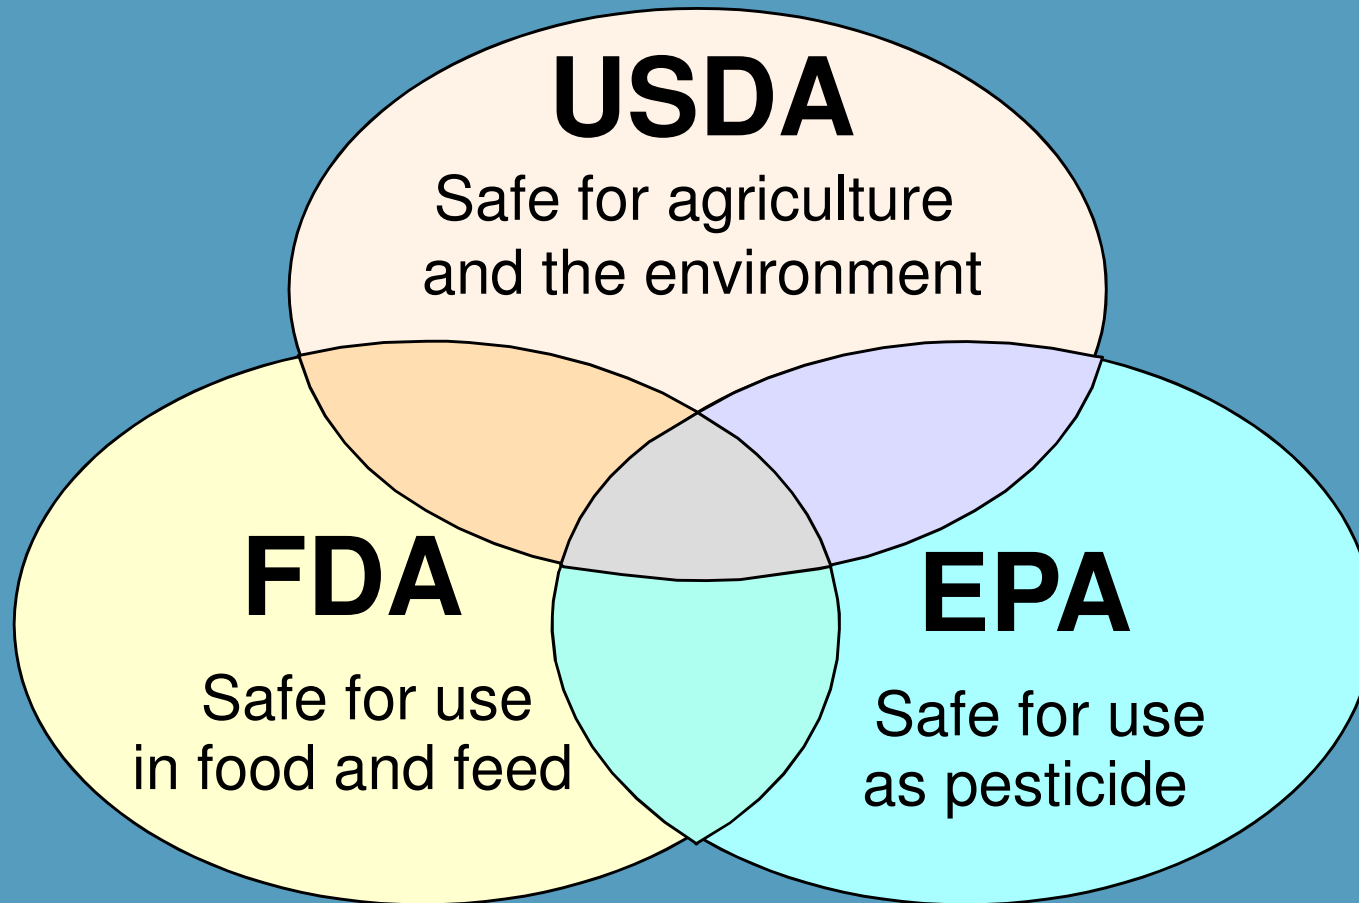 USDA
Safe for agriculture
and the environment
FDA
Safe for use
in food and feed
EPA
Safe for use
as pesticide